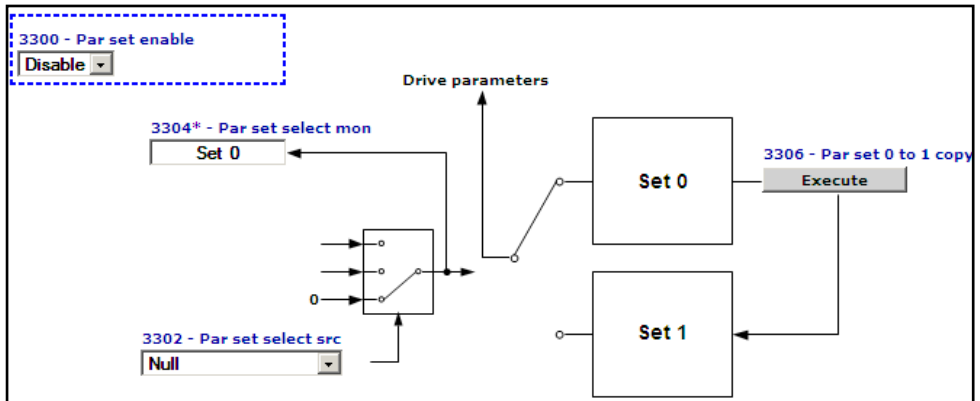 3300 - Par set enable
Disable
Drive parameters
3304* - Par set select mon
Set 0
Set 0
3306 - Par set 0 to 1 copy
Execute
0
3302 - Par set select src
Null
Set 1